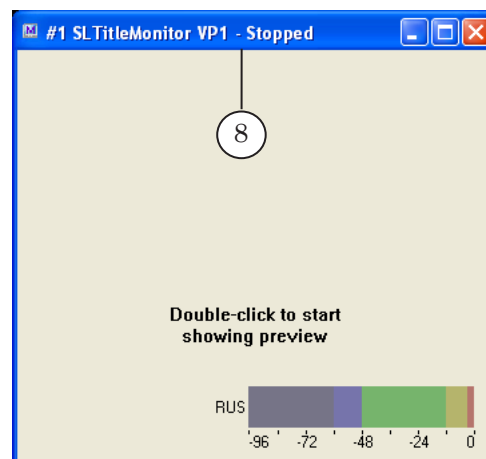 #1 SLTitleMonitor VP1 - Stopped
8
Double-click to start
showing preview
RUS
-96 -72 -48 -24 0